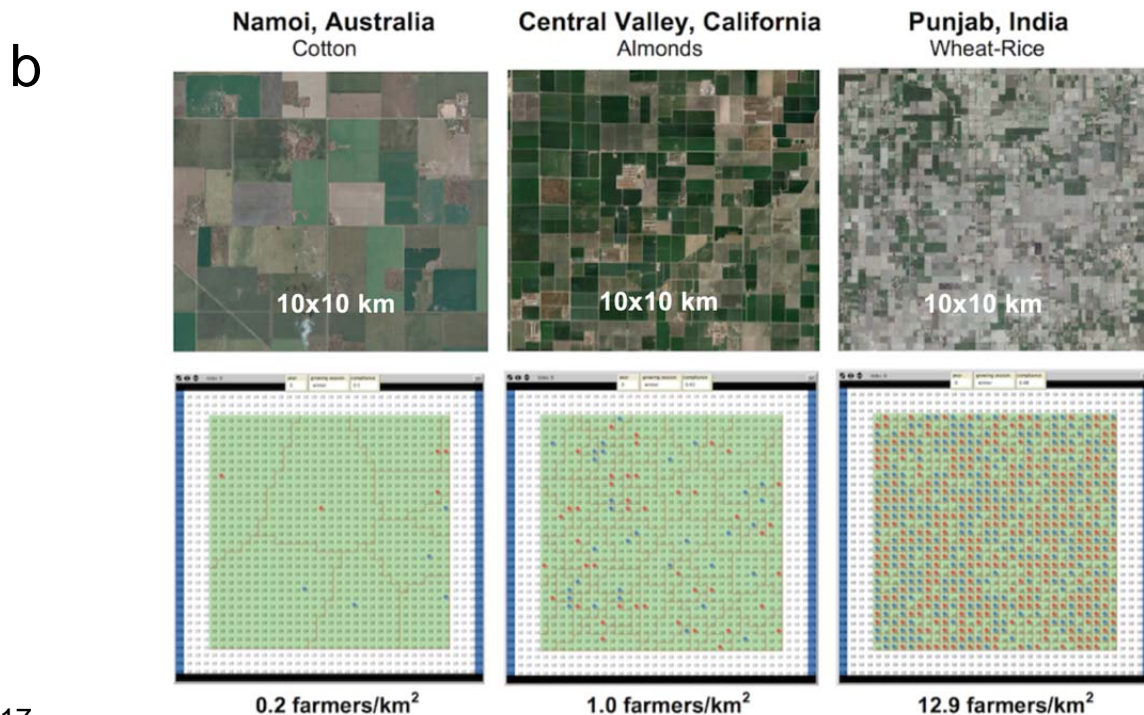 b
Namoi, Australia
Cotton
Central Valley, California
Almonds
Punjab, India
Wheat-Rice
10x10 km
10x10 km
10x10 km
0.2 farmers/km²
1.0 farmers/km²
12.9 farmers/km²